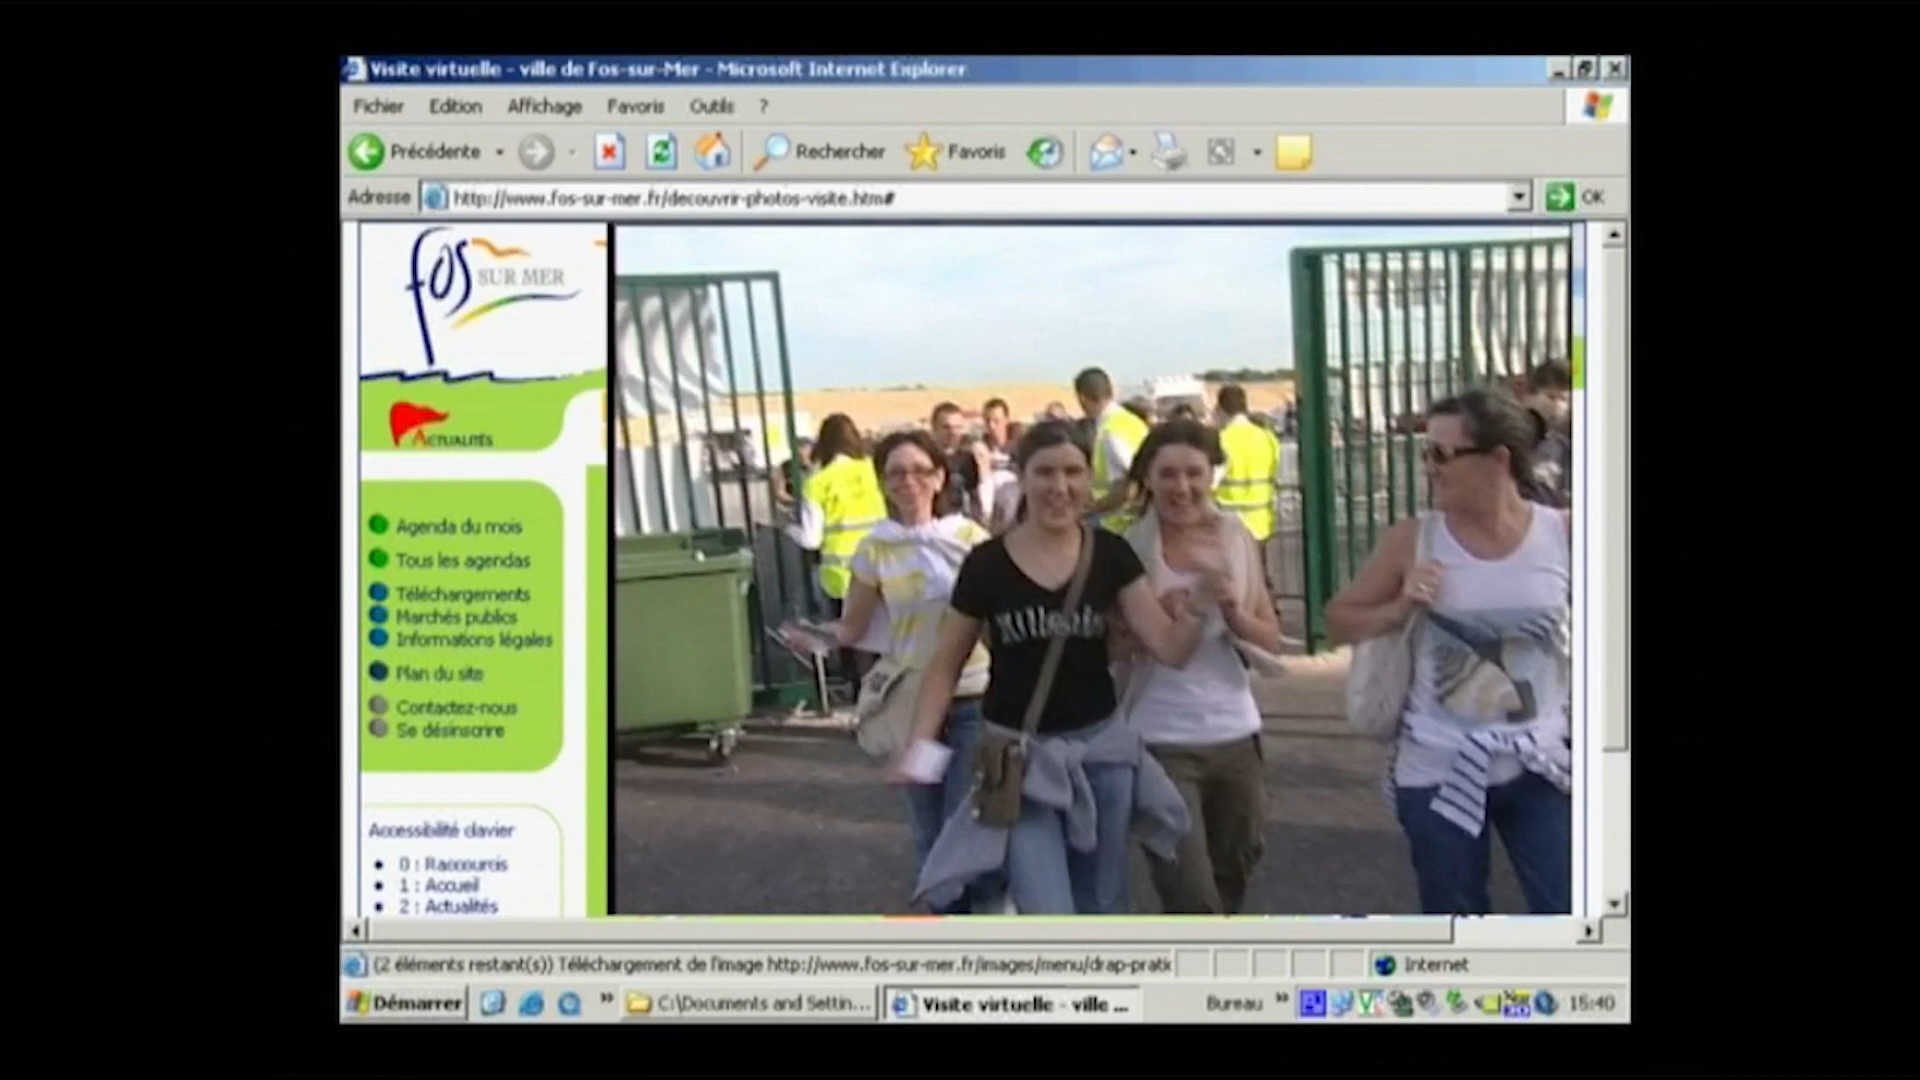 Visite virtuelle - ville de Fos-sur-Mer - Microsoft Internet Explorer
Fichier Edition Affichage Favoris Outils ?
Précédente Rechercher Favoris
Adresse http://www.fos-sur-mer.fr/decouvrir-photos-visite.htm# OK
fos SUR MER
ACTUALITÉS
Agenda du mois
Tous les agendas
Téléchargements
Marchés publics
Informations légales
Plan du site
Contactez-nous
Se désinscrire
Accessibilité clavier
0 : Raccourcis
1 : Accueil
2 : Actualités
(2 éléments restant(s)) Téléchargement de l'image http://www.fos-sur-mer.fr/images/menu/drap-pratic Internet
Démarrer » C:\Documents and Settin... Visite virtuelle - ville ... Bureau » 15:40